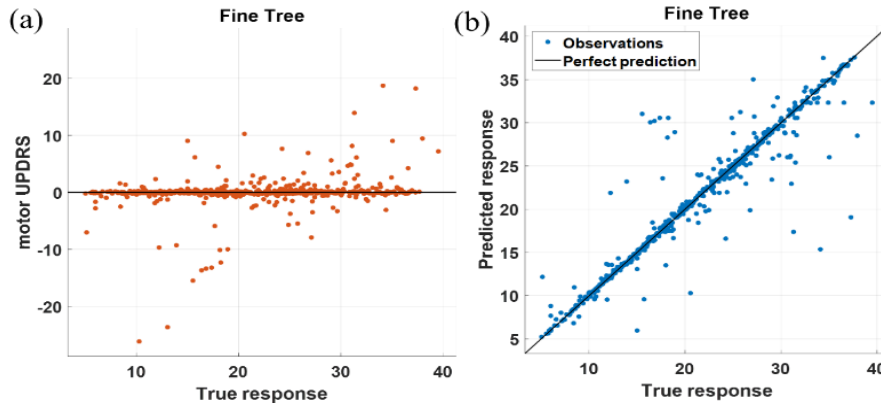 (a)
Fine Tree
motor UPDRS
20
10
0
-10
-20
10
20
30
40
True response
(b)
Fine Tree
Observations
Perfect prediction
Predicted response
40
35
30
25
20
15
10
5
10
20
30
40
True response